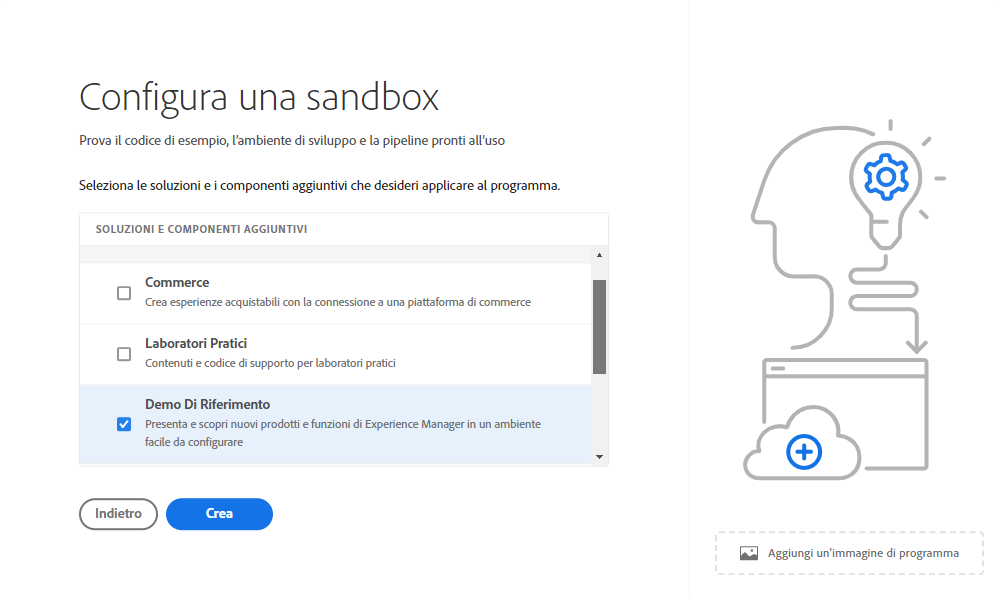 Configura una sandbox
Prova il codice di esempio, l'ambiente di sviluppo e la pipeline pronti all'uso
Seleziona le soluzioni e i componenti aggiuntivi che desideri applicare al programma.
SOLUZIONI E COMPONENTI AGGIUNTIVI
Commerce
Crea esperienze acquistabili con la connessione a una piattaforma di commerce
Laboratori Pratici
Contenuti e codice di supporto per laboratori pratici
Demo Di Riferimento
Presenta e scopri nuovi prodotti e funzioni di Experience Manager in un ambiente
facile da configurare
Indietro
Crea
Aggiungi un'immagine di programma